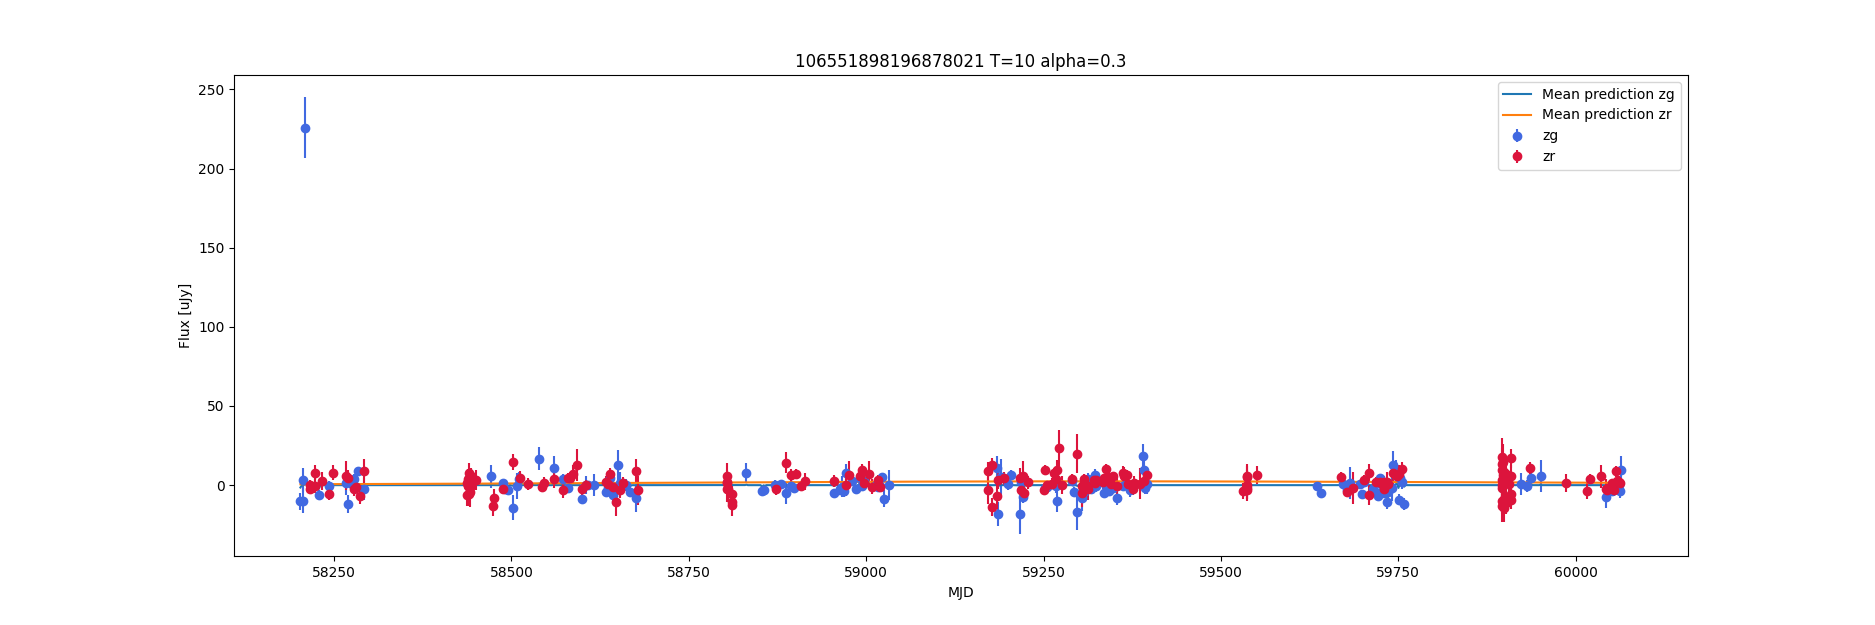 106551898196878021 T=10 alpha=0.3
250
200
150
100
50
0
Flux [uJy]
Mean prediction zg
Mean prediction zr
zg
zr
58250 58500 58750 59000 59250 59500 59750 60000
MJD